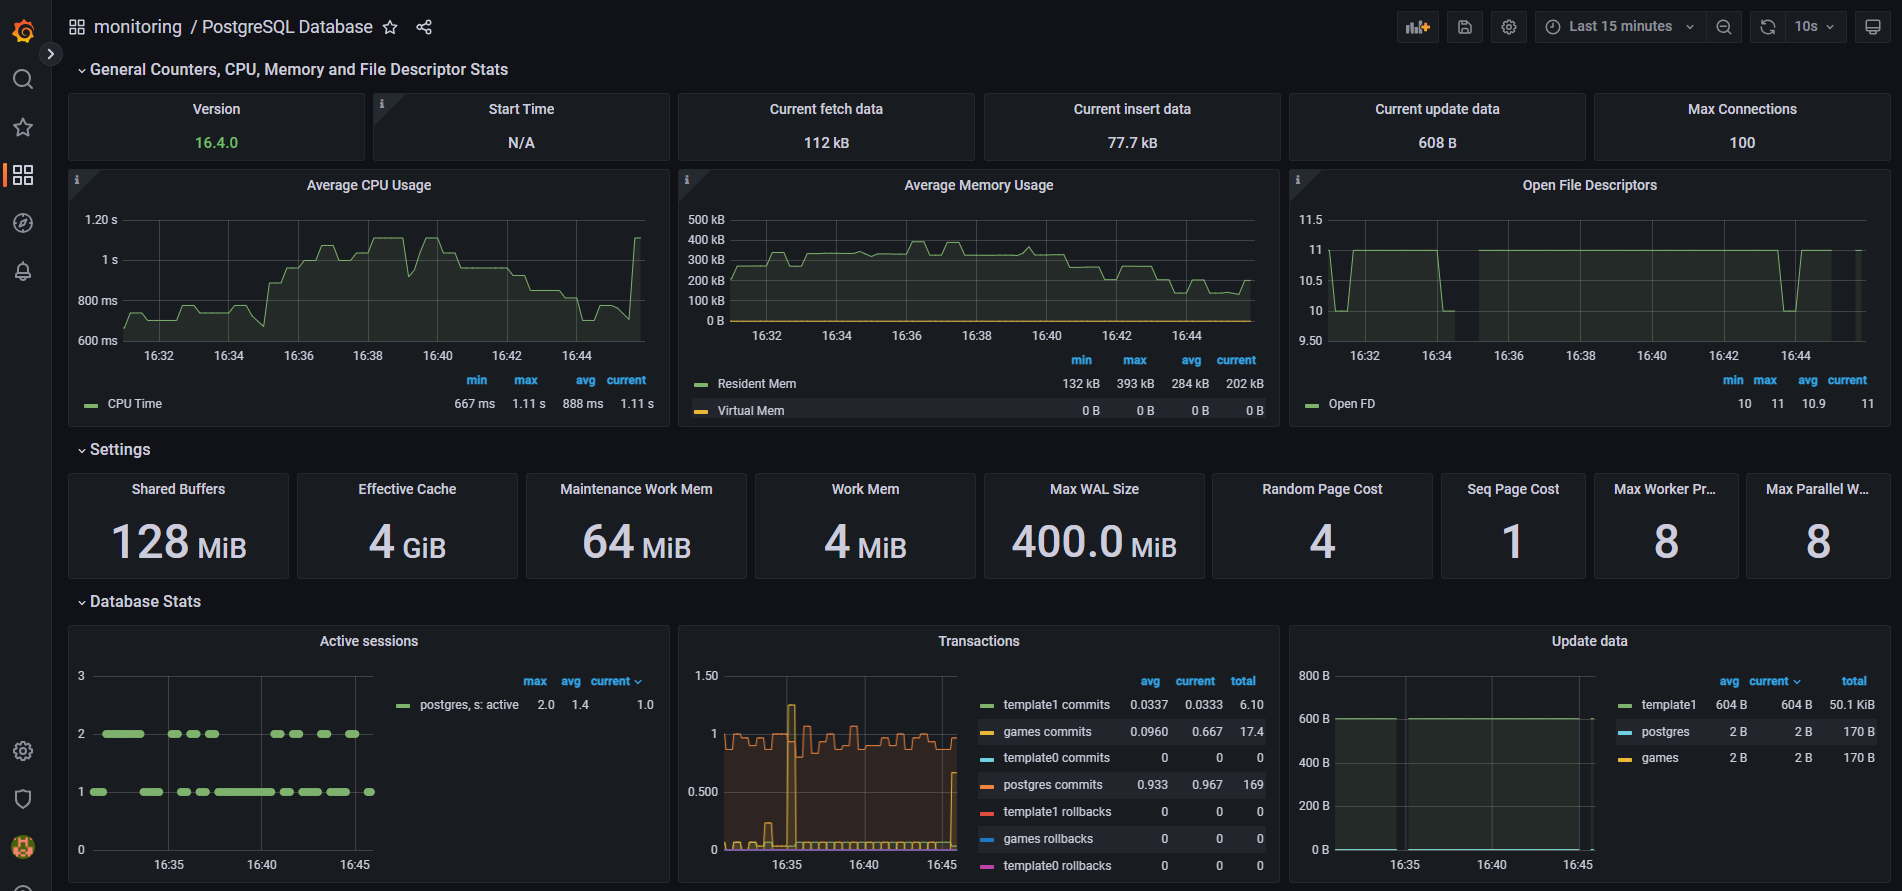 monitoring / PostgreSQL Database
Last 15 minutes
10s
General Counters, CPU, Memory and File Descriptor Stats
Version
16.4.0
Start Time
N/A
Current fetch data
112 kB
Current insert data
77.7 kB
Current update data
608 B
Max Connections
100
Average CPU Usage
1.20 s
1 s
800 ms
600 ms
16:32 16:34 16:36 16:38 16:40 16:42 16:44
min max avg current
CPU Time 667 ms 1.11 s 888 ms 1.11 s
Average Memory Usage
500 kB
400 kB
300 kB
200 kB
100 kB
0 B
16:32 16:34 16:36 16:38 16:40 16:42 16:44
min max avg current
Resident Mem 132 kB 393 kB 284 kB 202 kB
Virtual Mem 0 B 0 B 0 B 0 B
Open File Descriptors
11.5
11
10.5
10
9.50
16:32 16:34 16:36 16:38 16:40 16:42 16:44
min max avg current
Open FD 10 11 10.9 11
Settings
Shared Buffers
128 MiB
Effective Cache
4 GiB
Maintenance Work Mem
64 MiB
Work Mem
4 MiB
Max WAL Size
400.0 MiB
Random Page Cost
4
Seq Page Cost
1
Max Worker Pr...
8
Max Parallel W...
8
Database Stats
Active sessions
3
2
1
0
16:35 16:40 16:45
max avg current
postgres, s: active 2.0 1.4 1.0
Transactions
1.50
1
0.500
0
16:35 16:40 16:45
avg current total
template1 commits 0.0337 0.0333 6.10
games commits 0.0960 0.667 17.4
template0 commits 0 0 0
postgres commits 0.933 0.967 169
template1 rollbacks 0 0 0
games rollbacks 0 0 0
template0 rollbacks 0 0 0
Update data
800 B
600 B
400 B
200 B
0 B
16:35 16:40 16:45
avg current total
template1 604 B 604 B 50.1 KiB
postgres 2 B 2 B 170 B
games 2 B 2 B 170 B